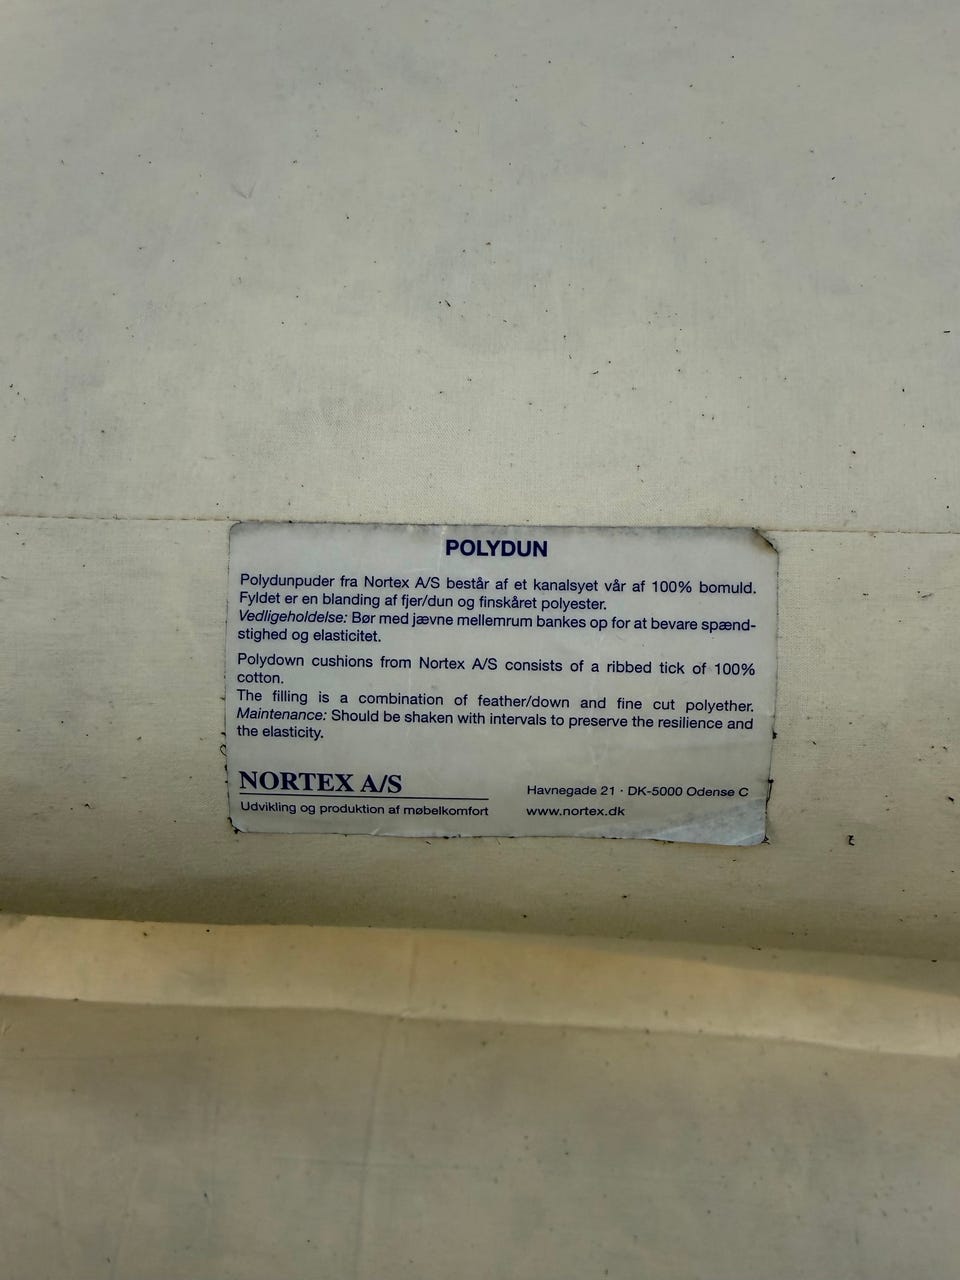 POLYDUN
Polydunpuder fra Nortex A/S består af et kanalsyet vår af 100% bomuld.
Fyldet er en blanding af fjer/dun og finskåret polyester.
Vedligeholdelse: Bør med jævne mellemrum bankes op for at bevare spænd-
stighed og elasticitet.
Polydown cushions from Nortex A/S consists of a ribbed tick of 100%
cotton.
The filling is a combination of feather/down and fine cut polyether.
Maintenance: Should be shaken with intervals to preserve the resilience and
the elasticity.
NORTEX A/S
Udvikling og produktion af møbelkomfort
Havnegade 21 · DK-5000 Odense C
www.nortex.dk